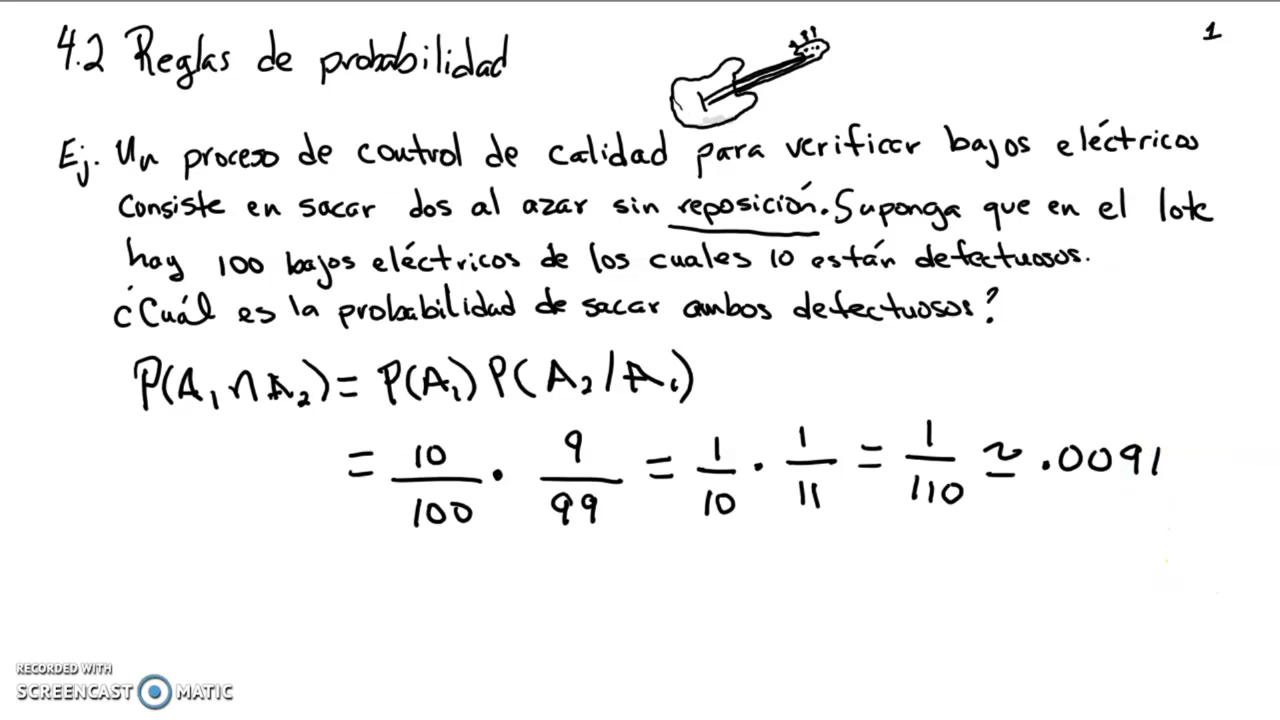 1
4.2 Reglas de probabilidad
Ej. Un proceso de control de calidad para verificar bajos eléctricos
consiste en sacar dos al azar sin reposición. Suponga que en el lote
hay 100 bajos eléctricos de los cuales 10 están defectuosos.
¿Cuál es la probabilidad de sacar ambos defectuosos?
P(A₁ ∩ A₂) = P(A₁) P(A₂ / A₁)
= 10/100 · 9/99 = 1/10 · 1/11 = 1/110 ≃ .0091
RECORDED WITH
SCREENCAST MATIC